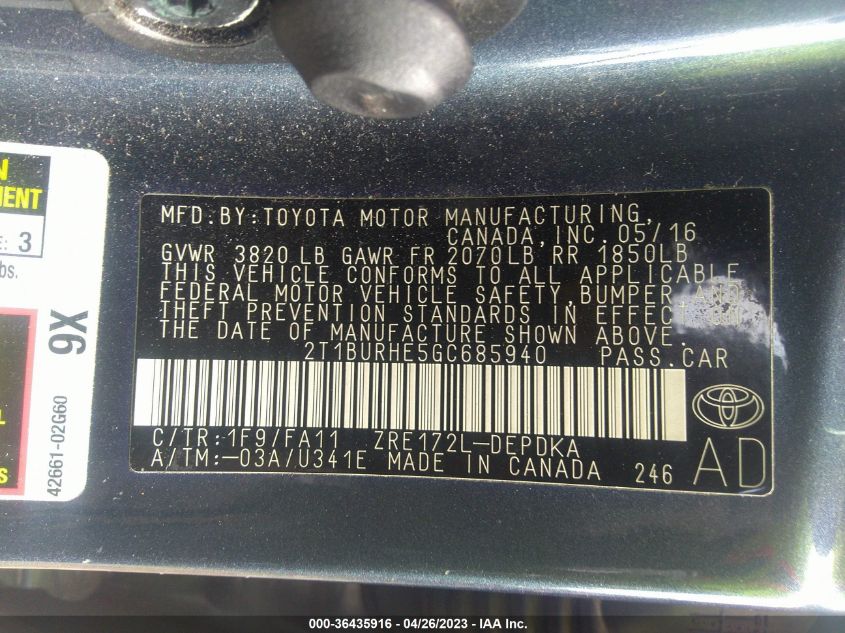 N
MENT
E: 3
bs.
9X
42661-02G60
L
S
MFD.BY:TOYOTA MOTOR MANUFACTURING,
CANADA,INC. 05/16
GVWR 3820 LB GAWR FR 2070LB RR 1850LB
THIS VEHICLE CONFORMS TO ALL APPLICABLE
FEDERAL MOTOR VEHICLE SAFETY,BUMPER,AND
THEFT PREVENTION STANDARDS IN EFFECT ON
THE DATE OF MANUFACTURE SHOWN ABOVE.
2T1BURHE5GC685940 PASS.CAR
C/TR:1F9/FA11 ZRE172L-DEPDKA
A/TM:-03A/U341E MADE IN CANADA 246 AD
000-36435916 | 04/26/2023 | © IAA Inc.